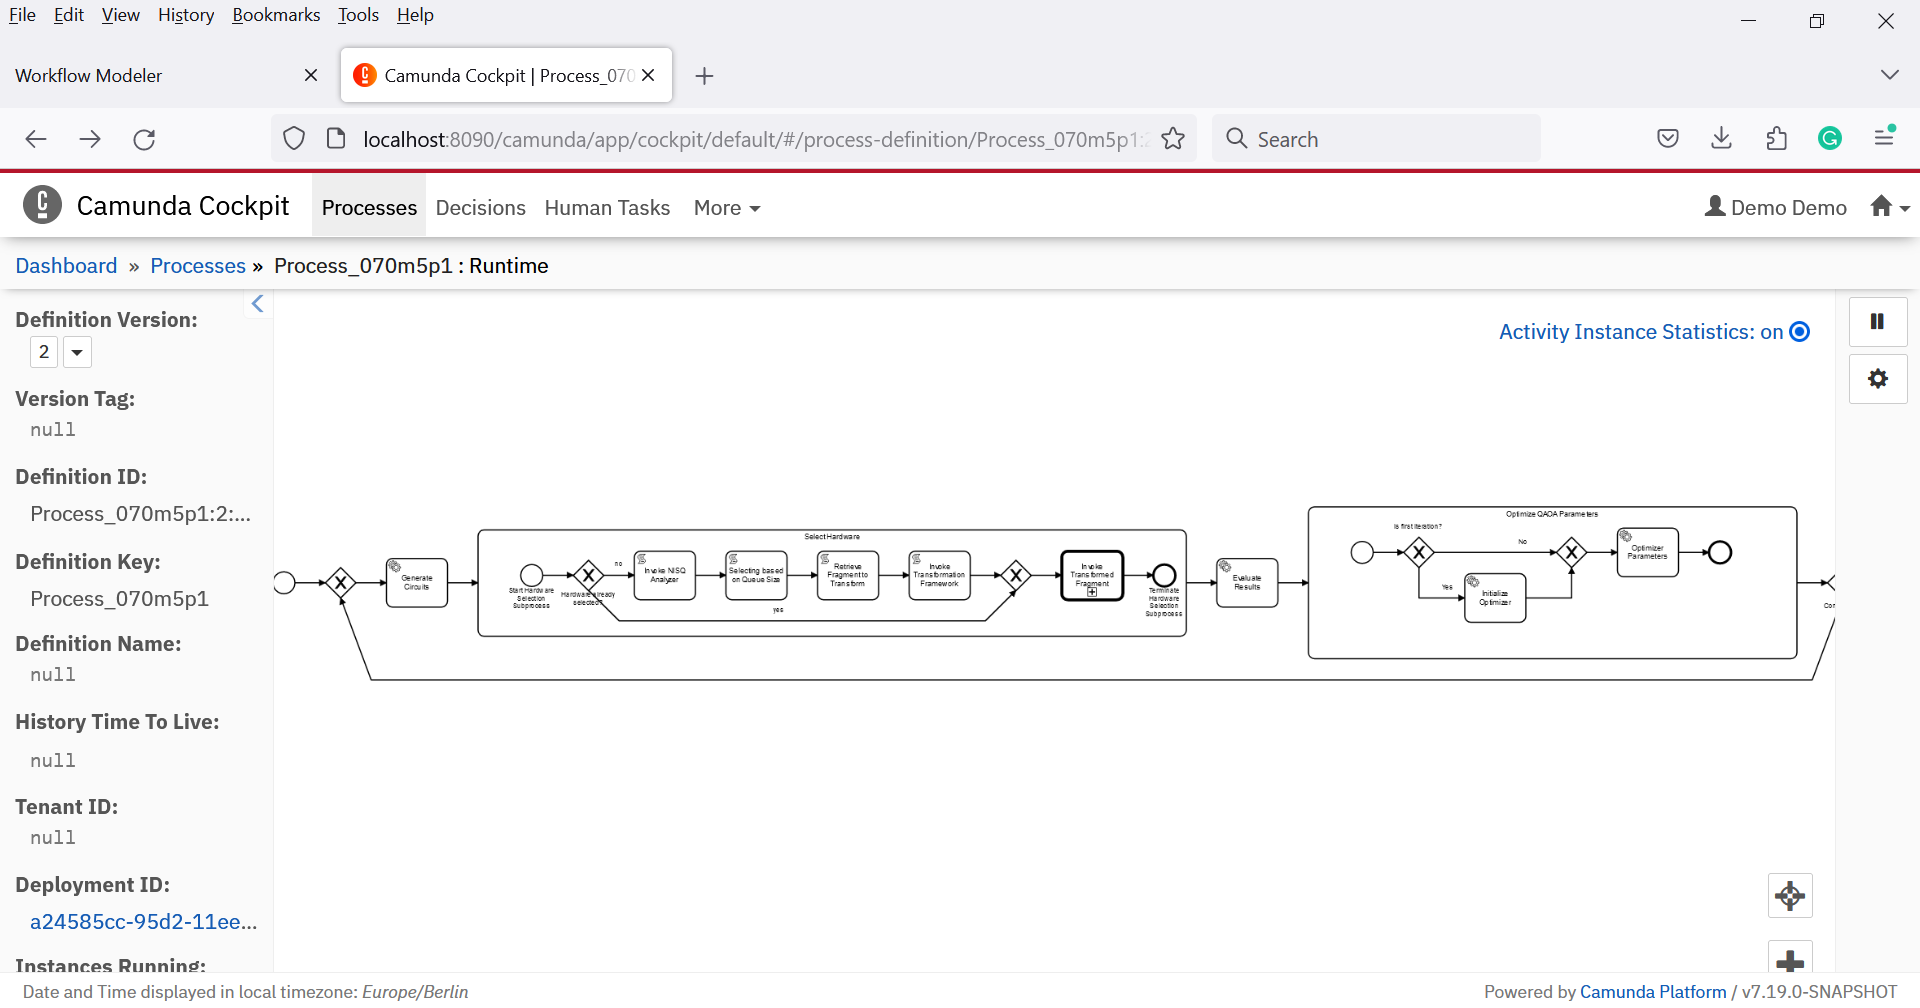 File Edit View History Bookmarks Tools Help
Workflow Modeler
Camunda Cockpit | Process_070
localhost:8090/camunda/app/cockpit/default/#/process-definition/Process_070m5p1:2
Search
Camunda Cockpit Processes Decisions Human Tasks More
Demo Demo
Dashboard » Processes » Process_070m5p1 : Runtime
Definition Version:
2
Version Tag:
null
Definition ID:
Process_070m5p1:2:...
Definition Key:
Process_070m5p1
Definition Name:
null
History Time To Live:
null
Tenant ID:
null
Deployment ID:
a24585cc-95d2-11ee...
Instances Running:
Activity Instance Statistics: on
Generate
Circuits
Select Hardware
Start Hardware
Selection
Subprocess
Hardware already
selected?
no
yes
Invoke NISQ
Analyzer
Selecting based
on Queue Size
Retrieve
Fragment to
Transform
Invoke
Transformation
Framework
Invoke
Transformed
Fragment
Terminate
Hardware
Selection
Subprocess
Evaluate
Results
Optimize QAOA Parameters
Is first iteration?
No
Yes
Initialize
Optimizer
Optimizer
Parameters
Date and Time displayed in local timezone: Europe/Berlin
Powered by Camunda Platform / v7.19.0-SNAPSHOT